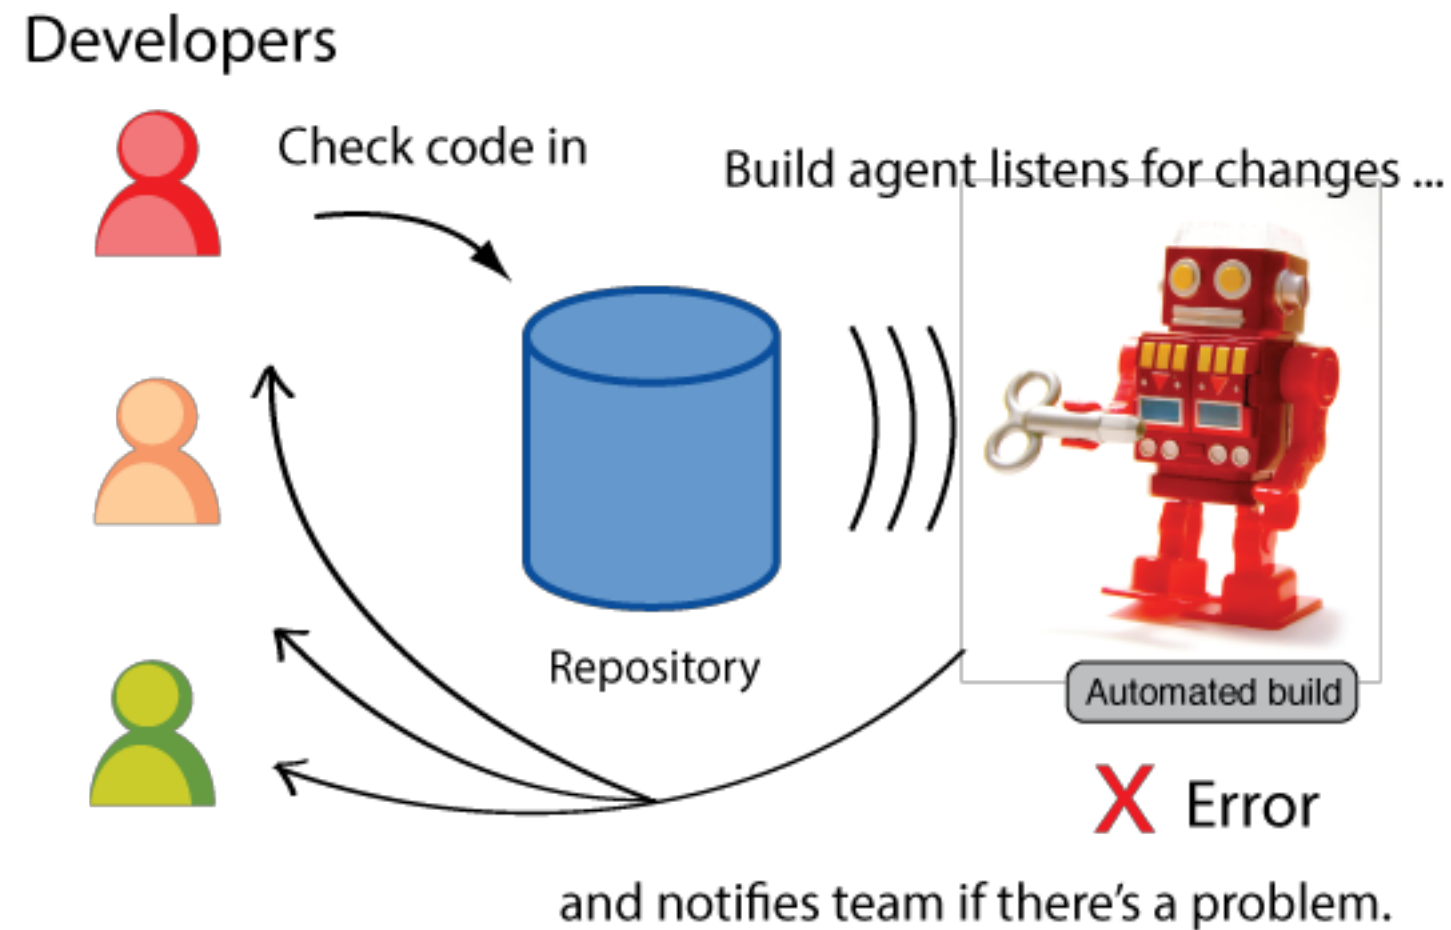 Developers
Check code in
Build agent listens for changes ...
Repository
Automated build
X Error
and notifies team if there's a problem.